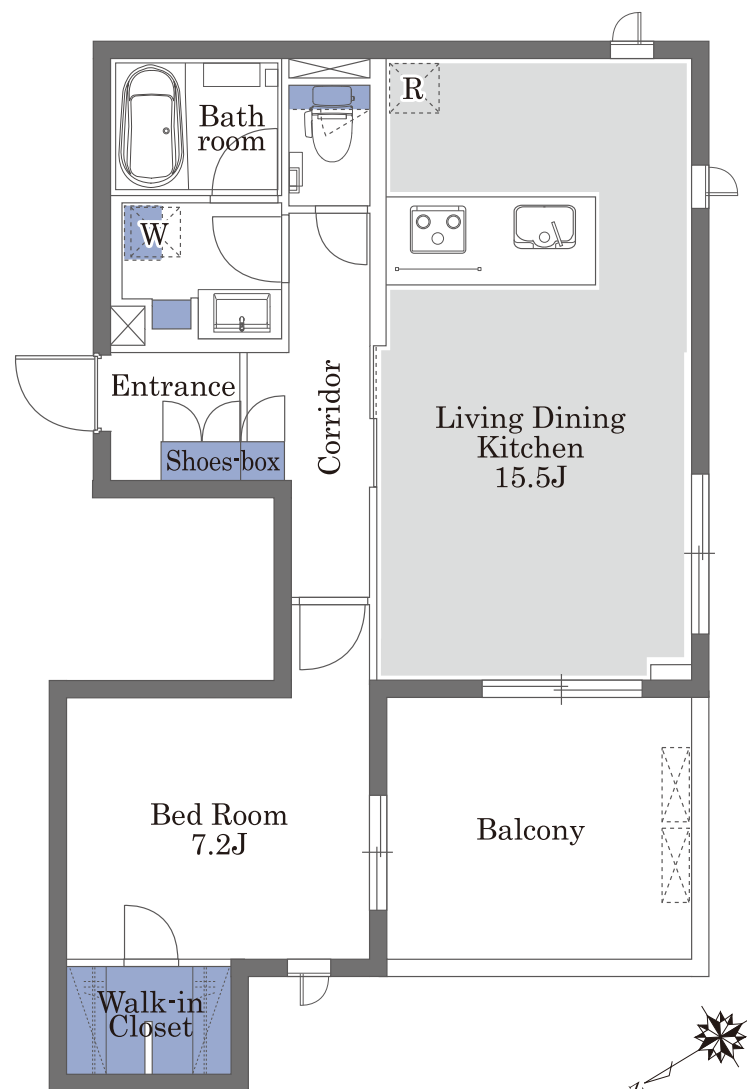 R
Bath
room
W
Entrance
Shoes-box
Corridor
Living Dining
Kitchen
15.5J
Bed Room
7.2J
Balcony
Walk-in
Closet